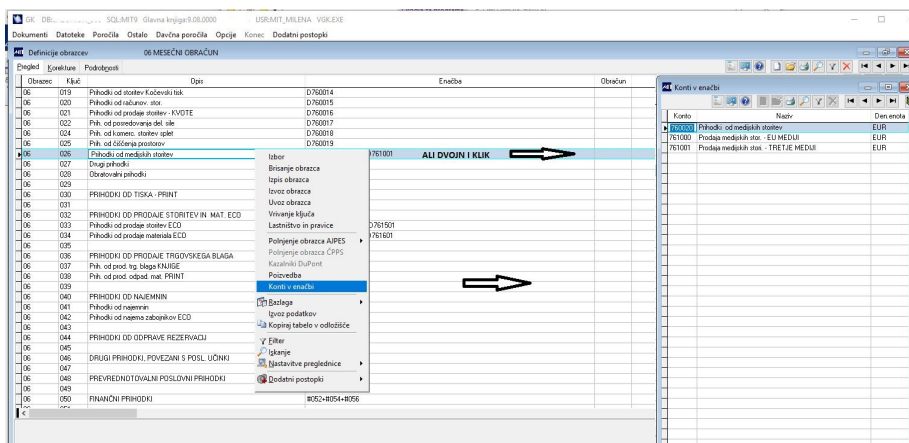 GK DB: SQL:MIT9 Glavna knjiga:9.08.0000 USR:MIT_MILENA VGK.EXE
Dokumenti Datoteke Poročila Ostalo Davčna poročila Opcije Konec Dodatni postopki
Definicije obrazcev 06 MESEČNI OBRAČUN
Pregled Korekture Podrobnosti
Obrazec Ključ Opis Enačba Obračun
06 019 Prihodki od storitev Kočevski tisk D760014
06 020 Prihodki od računov. stor. D760015
06 021 Prihodki od prodaje storitev - KVOTE D760016
06 022 Prih. od posredovanja del. sile D760017
06 024 Prih. od komerc. storitev splet D760018
06 025 Prih. od čiščenja prostorov D760019
06 026 Prihodki od medijskih storitev D761001 ALI DVOJN I KLIK
06 027 Drugi prihodki
06 028 Obratovalni prihodki
06 029
06 030 PRIHODKI OD TISKA - PRINT
06 031
06 032 PRIHODKI OD PRODAJE STORITEV IN MAT. ECO
06 033 Prihodki od prodaje storitev ECO D761501
06 034 Prihodki od prodaje materiala ECO D761601
06 035
06 036 PRIHODKI OD PRODAJE TRGOVSKEGA BLAGA
06 037 Prih. od prod. trg. blaga KNJIGE
06 038 Prih. od prod. odpad. mat. PRINT
06 039
06 040 PRIHODKI OD NAJEMNIN
06 041 Prihodki od najemnin
06 042 Prihodki od najema zabojnikov ECO
06 043
06 044 PRIHODKI OD ODPRAVE REZERVACIJ
06 045
06 046 DRUGI PRIHODKI, POVEZANI S POSL. UČINKI
06 047
06 048 PREVREDNOTOVALNI POSLOVNI PRIHODKI
06 049
06 050 FINANČNI PRIHODKI #052+#054+#056
Izbor
Brisanje obrazca
Izpis obrazca
Izvoz obrazca
Uvoz obrazca
Vrivanje ključa
Lastništvo in pravice
Polnjenje obrazca AJPES
Polnjenje obrazca ČPPS
Kazalniki DuPont
Poizvedba
Konti v enačbi
Razlaga
Izvoz podatkov
Kopiraj tabelo v odložišče
Filter
Iskanje
Nastavitve preglednice
Dodatni postopki
Konti v enačbi
Konto Naziv Den.enota
760020 Prihodki od medijskih storitev EUR
761000 Prodaja medijskih stor. - EU MEDIJI EUR
761001 Prodaja medijskih stori. - TRETJE MEDIJI EUR